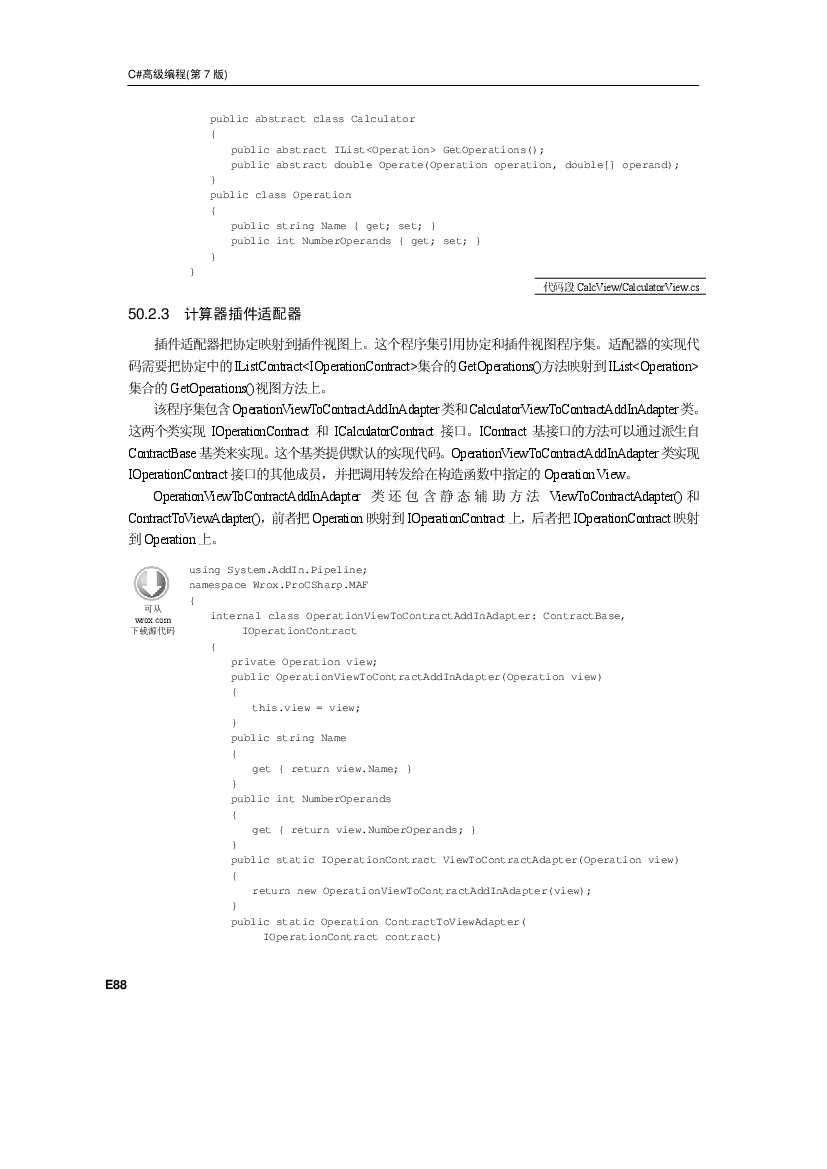 C#高级编程(第 7 版)
public abstract class Calculator
{
public abstract IList<Operation> GetOperations();
public abstract double Operate(Operation operation, double[] operand);
}
public class Operation
{
public string Name { get; set; }
public int NumberOperands { get; set; }
}
}
代码段 CalcView/CalculatorView.cs
50.2.3 计算器插件适配器
插件适配器把协定映射到插件视图上。这个程序集引用协定和插件视图程序集。适配器的实现代
码需要把协定中的 IListContract<IOperationContract>集合的 GetOperations()方法映射到 IList<Operation>
集合的 GetOperations()视图方法上。
该程序集包含 OperationViewToContractAddInAdapter 类和 CalculatorViewToContractAddInAdapter 类。
这两个类实现 IOperationContract 和 ICalculatorContract 接口。IContract 基接口的方法可以通过派生自
ContractBase 基类来实现。这个基类提供默认的实现代码。OperationViewToContractAddInAdapter 类实现
IOperationContract 接口的其他成员，并把调用转发给在构造函数中指定的 Operation View。
OperationViewToContractAddInAdapter 类还包含静态辅助方法 ViewToContractAdapter() 和
ContractToViewAdapter()，前者把 Operation 映射到 IOperationContract 上，后者把 IOperationContract 映射
到 Operation 上。
可从
wrox.com
下载源代码
using System.AddIn.Pipeline;
namespace Wrox.ProCSharp.MAF
{
internal class OperationViewToContractAddInAdapter: ContractBase,
IOperationContract
{
private Operation view;
public OperationViewToContractAddInAdapter(Operation view)
{
this.view = view;
}
public string Name
{
get { return view.Name; }
}
public int NumberOperands
{
get { return view.NumberOperands; }
}
public static IOperationContract ViewToContractAdapter(Operation view)
{
return new OperationViewToContractAddInAdapter(view);
}
public static Operation ContractToViewAdapter(
IOperationContract contract)
E88